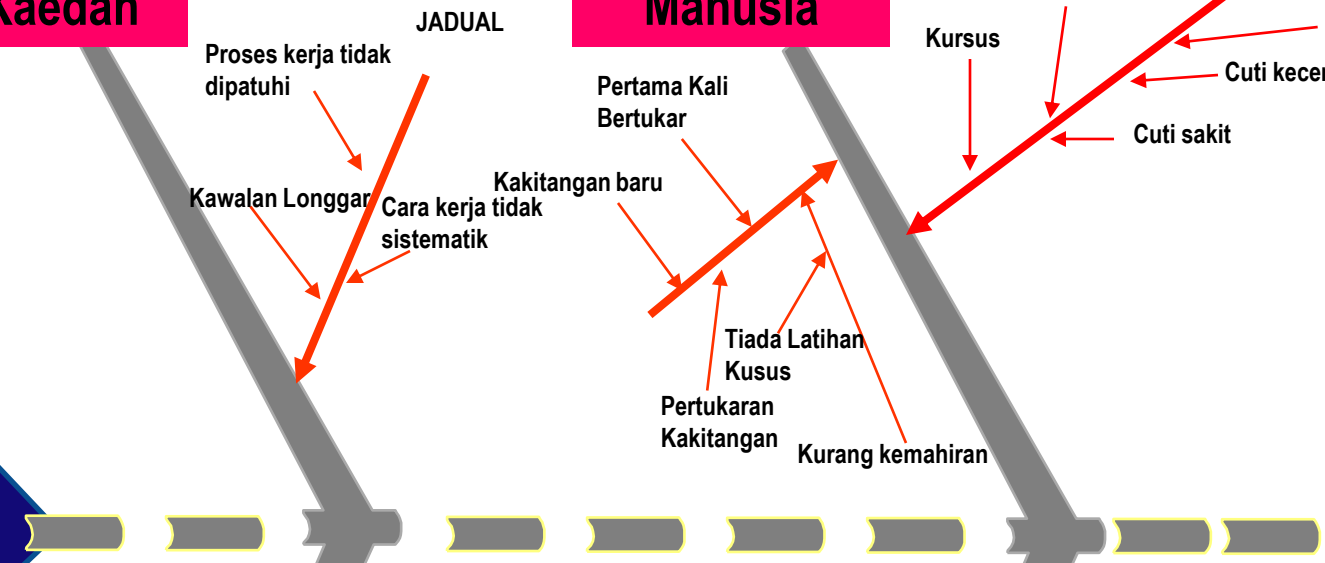 Kaedah
JADUAL
Proses kerja tidak
dipatuhi
Kawalan Longgar
Cara kerja tidak
sistematik
Manusia
Pertama Kali
Bertukar
Kakitangan baru
Tiada Latihan
Kusus
Pertukaran
Kakitangan
Kurang kemahiran
Kursus
Cuti
Cuti sakit